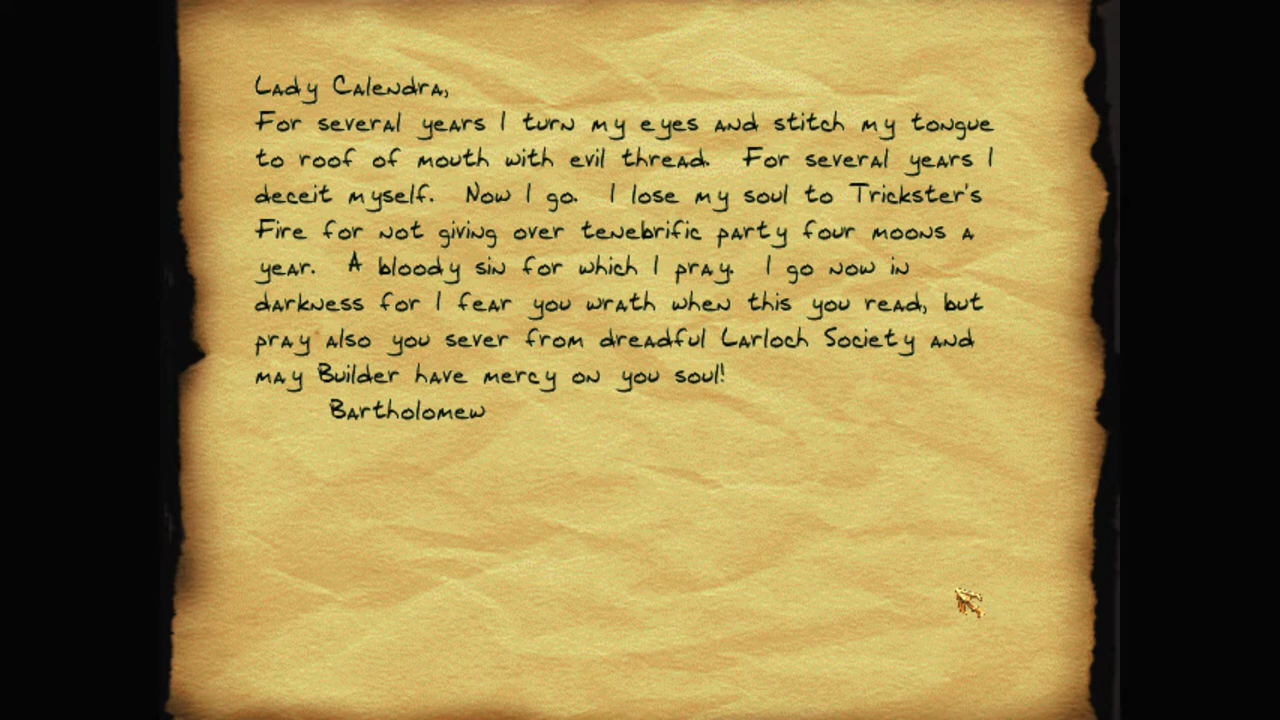 Lady Calendra,
For several years I turn my eyes and stitch my tongue
to roof of mouth with evil thread.  For several years I
deceit myself.  Now I go.  I lose my soul to Trickster's
Fire for not giving over tenebrific party four moons a
year.  A bloody sin for which I pray.  I go now in
darkness for I fear you wrath when this you read, but
pray also you sever from dreadful Larloch Society and
may Builder have mercy on you soul!
Bartholomew